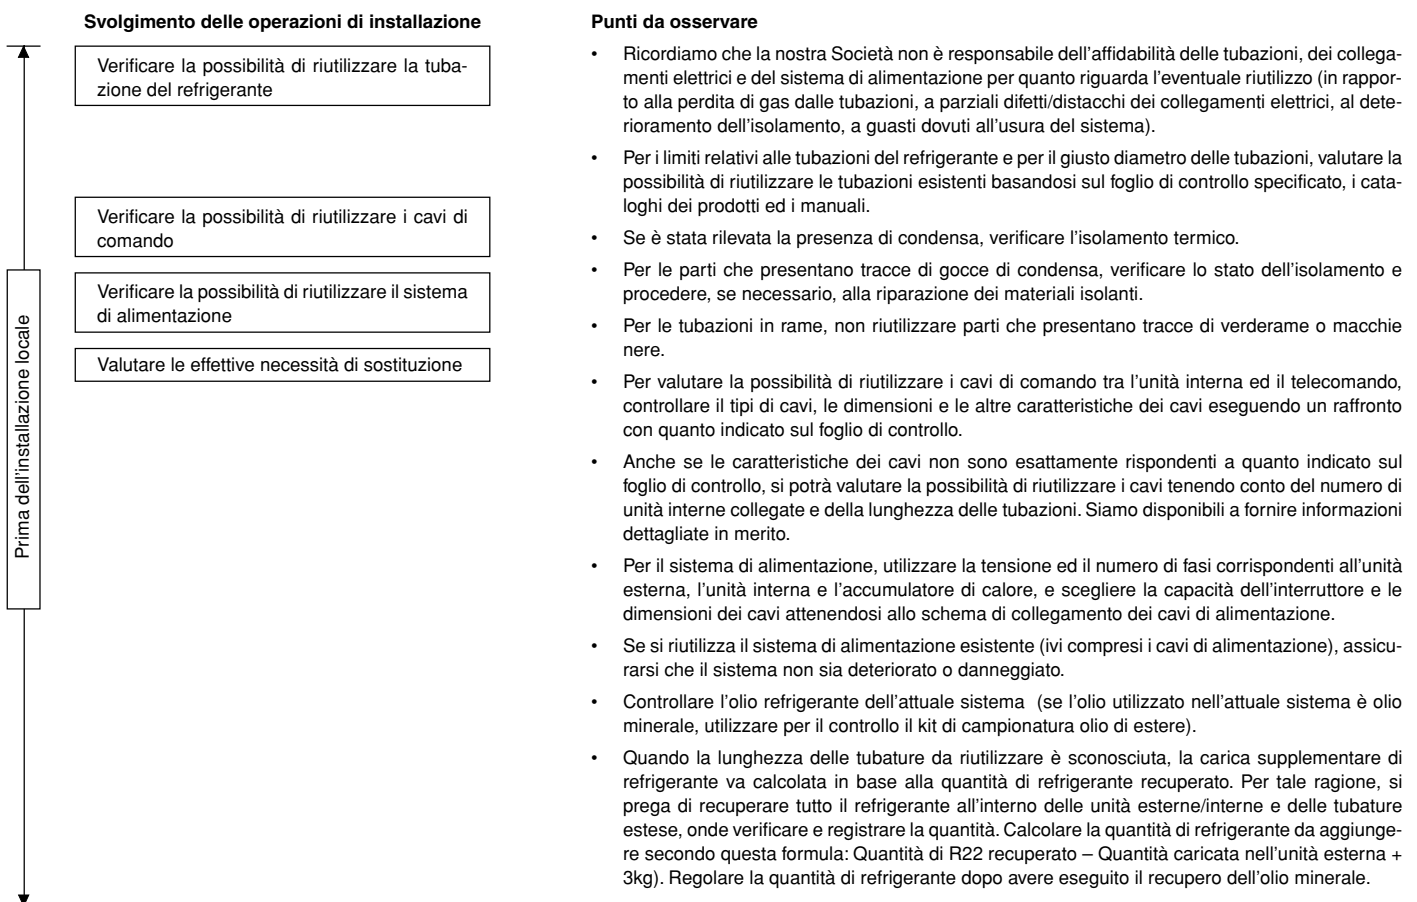 Svolgimento delle operazioni di installazione
Verificare la possibilità di riutilizzare la tuba-
zione del refrigerante
Verificare la possibilità di riutilizzare i cavi di
comando
Verificare la possibilità di riutilizzare il sistema
di alimentazione
Valutare le effettive necessità di sostituzione
Prima dell'installazione locale
Punti da osservare
• Ricordiamo che la nostra Società non è responsabile dell'affidabilità delle tubazioni, dei collega-
menti elettrici e del sistema di alimentazione per quanto riguarda l'eventuale riutilizzo (in rappor-
to alla perdita di gas dalle tubazioni, a parziali difetti/distacchi dei collegamenti elettrici, al dete-
rioramento dell'isolamento, a guasti dovuti all'usura del sistema).
• Per i limiti relativi alle tubazioni del refrigerante e per il giusto diametro delle tubazioni, valutare la
possibilità di riutilizzare le tubazioni esistenti basandosi sul foglio di controllo specificato, i cata-
loghi dei prodotti ed i manuali.
• Se è stata rilevata la presenza di condensa, verificare l'isolamento termico.
• Per le parti che presentano tracce di gocce di condensa, verificare lo stato dell'isolamento e
procedere, se necessario, alla riparazione dei materiali isolanti.
• Per le tubazioni in rame, non riutilizzare parti che presentano tracce di verderame o macchie
nere.
• Per valutare la possibilità di riutilizzare i cavi di comando tra l'unità interna ed il telecomando,
controllare il tipi di cavi, le dimensioni e le altre caratteristiche dei cavi eseguendo un raffronto
con quanto indicato sul foglio di controllo.
• Anche se le caratteristiche dei cavi non sono esattamente rispondenti a quanto indicato sul
foglio di controllo, si potrà valutare la possibilità di riutilizzare i cavi tenendo conto del numero di
unità interne collegate e della lunghezza delle tubazioni. Siamo disponibili a fornire informazioni
dettagliate in merito.
• Per il sistema di alimentazione, utilizzare la tensione ed il numero di fasi corrispondenti all'unità
esterna, l'unità interna e l'accumulatore di calore, e scegliere la capacità dell'interruttore e le
dimensioni dei cavi attenendosi allo schema di collegamento dei cavi di alimentazione.
• Se si riutilizza il sistema di alimentazione esistente (ivi compresi i cavi di alimentazione), assicu-
rarsi che il sistema non sia deteriorato o danneggiato.
• Controllare l'olio refrigerante dell'attuale sistema (se l'olio utilizzato nell'attuale sistema è olio
minerale, utilizzare per il controllo il kit di campionatura olio di estere).
• Quando la lunghezza delle tubature da riutilizzare è sconosciuta, la carica supplementare di
refrigerante va calcolata in base alla quantità di refrigerante recuperato. Per tale ragione, si
prega di recuperare tutto il refrigerante all'interno delle unità esterne/interne e delle tubature
estese, onde verificare e registrare la quantità. Calcolare la quantità di refrigerante da aggiunge-
re secondo questa formula: Quantità di R22 recuperato – Quantità caricata nell'unità esterna +
3kg). Regolare la quantità di refrigerante dopo avere eseguito il recupero dell'olio minerale.